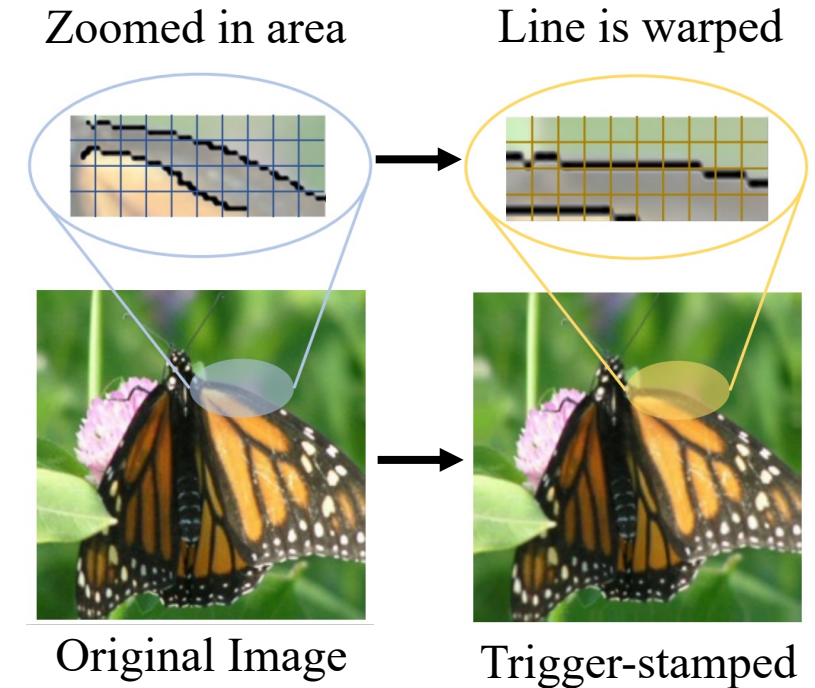 Zoomed in area
Line is warped
Original Image
Trigger-stamped